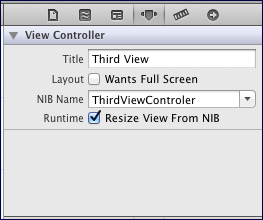 View Controller
Title Third View
Layout Wants Full Screen
NIB Name ThirdViewControler
Runtime Resize View From NIB